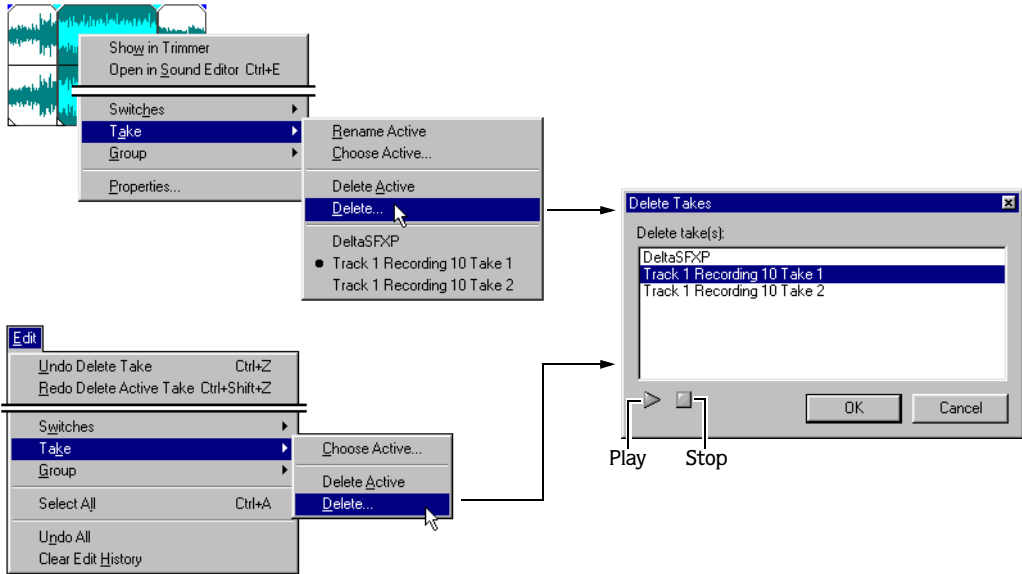 Show in Trimmer
Open in Sound Editor Ctrl+E
Switches
Take
Group
Properties...
Rename Active
Choose Active...
Delete Active
Delete...
DeltaSFXP
Track 1 Recording 10 Take 1
Track 1 Recording 10 Take 2
Delete Takes
Delete take(s):
DeltaSFXP
Track 1 Recording 10 Take 1
Track 1 Recording 10 Take 2
OK Cancel
Play Stop
Edit
Undo Delete Take Ctrl+Z
Redo Delete Active Take Ctrl+Shift+Z
Switches
Take
Group
Select All Ctrl+A
Undo All
Clear Edit History
Choose Active...
Delete Active
Delete...